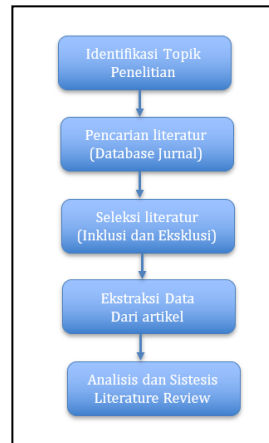 Identifikasi Topik
Penelitian
Pencarian literatur
(Database Jurnal)
Seleksi literatur
(Inklusi dan Eksklusi)
Ekstraksi Data
Dari artikel
Analisis dan Sistesis
Literature Review